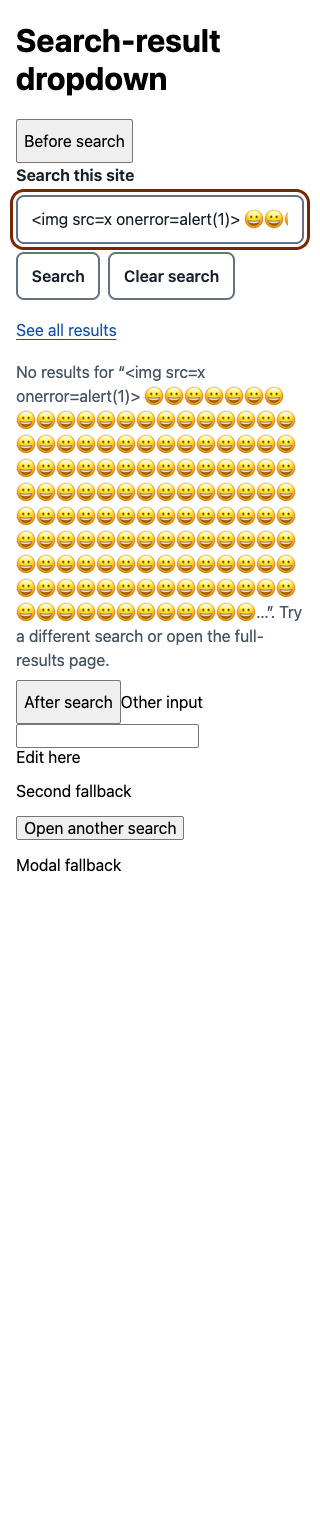 Search-result
dropdown
Before search
Search this site
<img src=x onerror=alert(1)> 😀😀
Search
Clear search
See all results
No results for “<img src=x
onerror=alert(1)> 😀😀😀😀😀😀😀
😀😀😀😀😀😀😀😀😀😀😀😀😀😀
😀😀😀😀😀😀😀😀😀😀😀😀😀😀
😀😀😀😀😀😀😀😀😀😀😀😀😀😀
😀😀😀😀😀😀😀😀😀😀😀😀😀😀
😀😀😀😀😀😀😀😀😀😀😀😀😀😀
😀😀😀😀😀😀😀😀😀😀😀😀😀😀
😀😀😀😀😀😀😀😀😀😀😀😀😀😀
😀😀😀😀😀😀😀😀😀😀😀😀😀😀
😀😀😀😀😀😀😀😀😀😀😀😀…”. Try
a different search or open the full-
results page.
After search Other input
Edit here
Second fallback
Open another search
Modal fallback